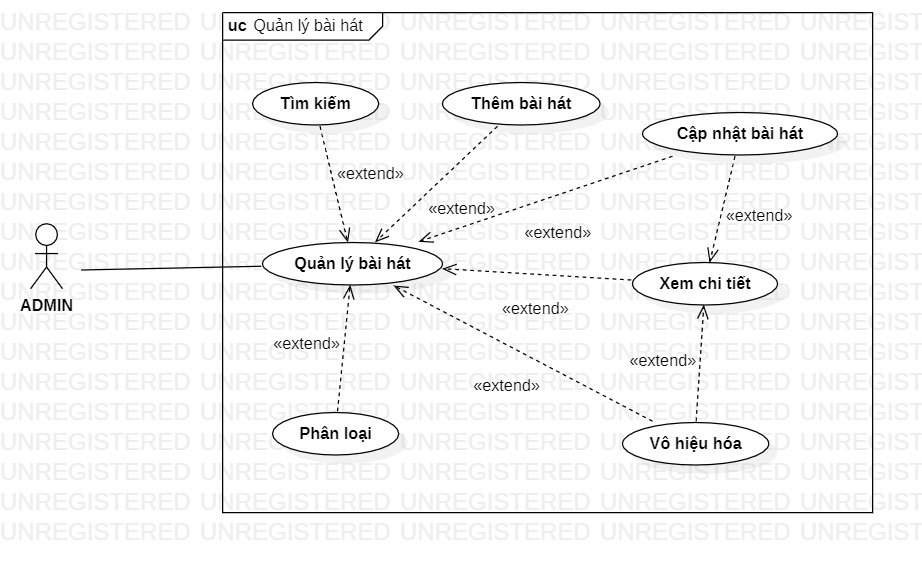 uc Quản lý bài hát
Tìm kiếm
Thêm bài hát
Cập nhật bài hát
«extend»
«extend»
«extend»
«extend»
Quản lý bài hát
Xem chi tiết
ADMIN
«extend»
«extend»
«extend»
«extend»
Phân loại
Vô hiệu hóa
UNREGISTERED UNREGISTERED UNREGISTERED UNREGISTERED UNREGISTERED